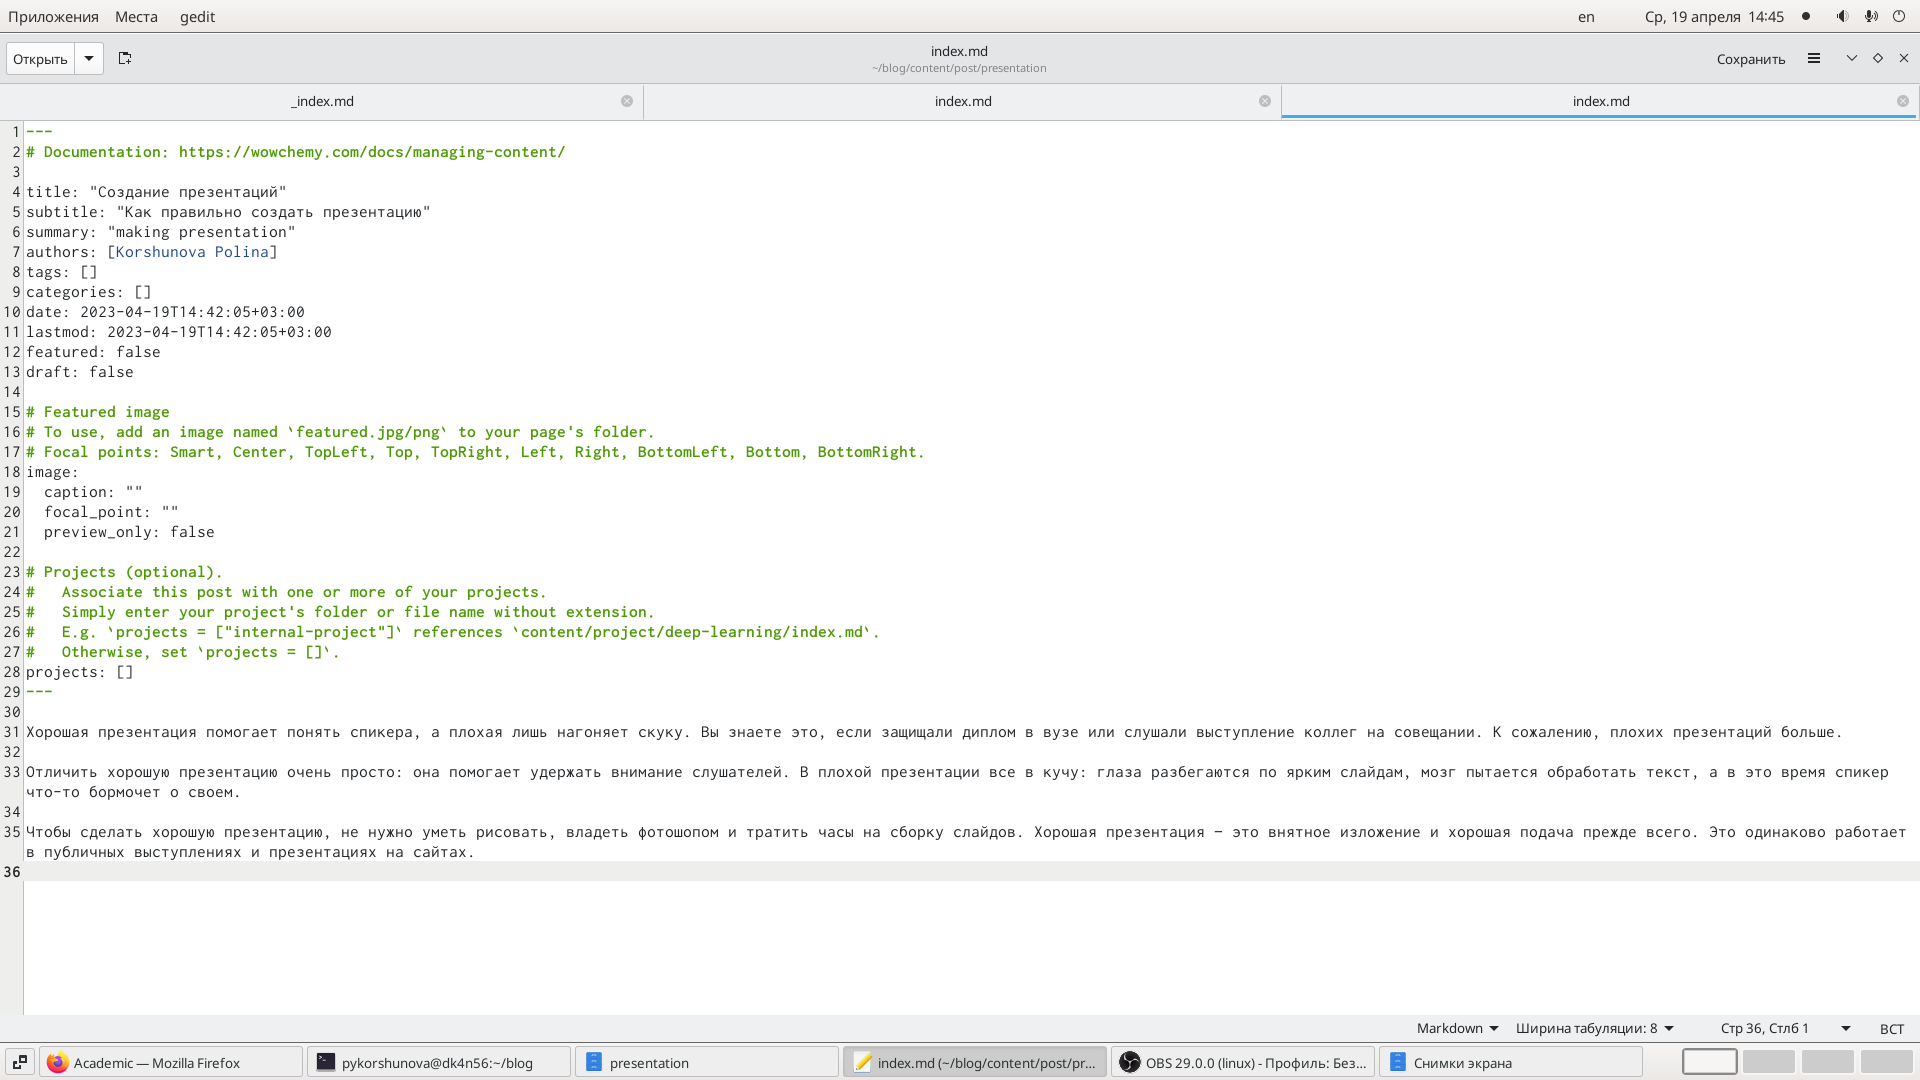 Приложения Места gedit en Ср, 19 апреля 14:45
Открыть index.md Сохранить
~/blog/content/post/presentation
_index.md index.md index.md
1 ---
2 # Documentation: https://wowchemy.com/docs/managing-content/
3
4 title: "Создание презентаций"
5 subtitle: "Как правильно создать презентацию"
6 summary: "making presentation"
7 authors: [Korshunova Polina]
8 tags: []
9 categories: []
10 date: 2023-04-19T14:42:05+03:00
11 lastmod: 2023-04-19T14:42:05+03:00
12 featured: false
13 draft: false
14
15 # Featured image
16 # To use, add an image named `featured.jpg/png` to your page's folder.
17 # Focal points: Smart, Center, TopLeft, Top, TopRight, Left, Right, BottomLeft, Bottom, BottomRight.
18 image:
19   caption: ""
20   focal_point: ""
21   preview_only: false
22
23 # Projects (optional).
24 #   Associate this post with one or more of your projects.
25 #   Simply enter your project's folder or file name without extension.
26 #   E.g. `projects = ["internal-project"]` references `content/project/deep-learning/index.md`.
27 #   Otherwise, set `projects = []`.
28 projects: []
29 ---
30
31 Хорошая презентация помогает понять спикера, а плохая лишь нагоняет скуку. Вы знаете это, если защищали диплом в вузе или слушали выступление коллег на совещании. К сожалению, плохих презентаций больше.
32
33 Отличить хорошую презентацию очень просто: она помогает удержать внимание слушателей. В плохой презентации все в кучу: глаза разбегаются по ярким слайдам, мозг пытается обработать текст, а в это время спикер
что-то бормочет о своем.
34
35 Чтобы сделать хорошую презентацию, не нужно уметь рисовать, владеть фотошопом и тратить часы на сборку слайдов. Хорошая презентация — это внятное изложение и хорошая подача прежде всего. Это одинаково работает
в публичных выступлениях и презентациях на сайтах.
36
Markdown Ширина табуляции: 8 Стр 36, Стлб 1 ВСТ
Academic — Mozilla Firefox pykorshunova@dk4n56:~/blog presentation index.md (~/blog/content/post/pr... OBS 29.0.0 (linux) - Профиль: Без... Снимки экрана